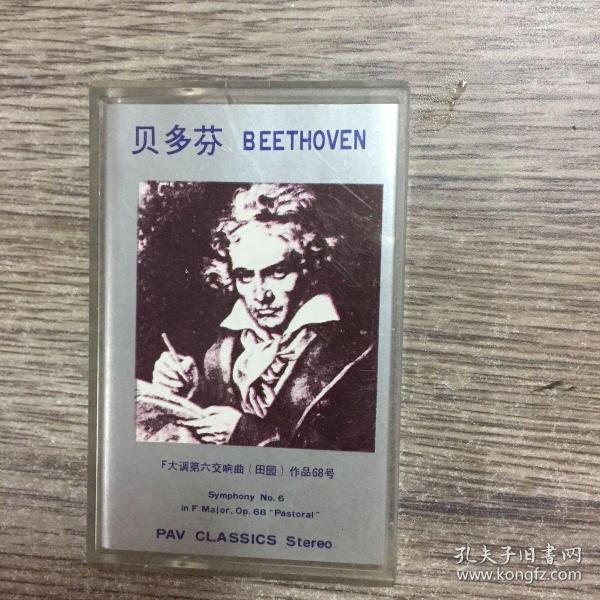 贝多芬 BEETHOVEN
F大调第六交响曲（田园）作品68号
Symphony No. 6
in F Major. Op. 68 "Pastoral"
PAV CLASSICS Stereo
孔夫子旧书网
www.kongfz.com